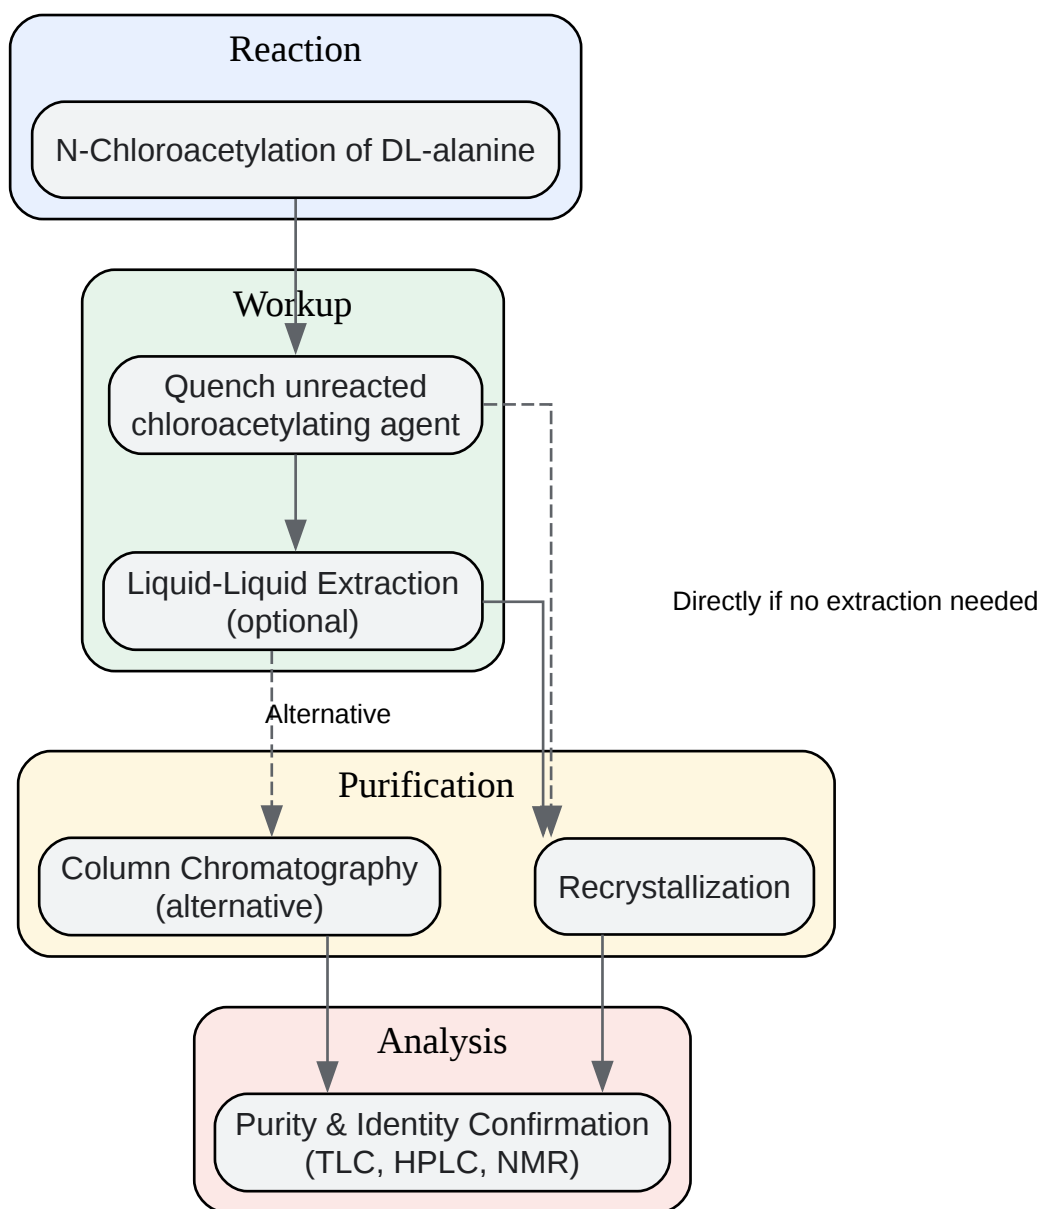 Reaction
N-Chloroacetylation of DL-alanine
Workup
Quench unreacted
chloroacetylating agent
Liquid-Liquid Extraction
(optional)
Directly if no extraction needed
Alternative
Purification
Column Chromatography
(alternative)
Recrystallization
Analysis
Purity & Identity Confirmation
(TLC, HPLC, NMR)